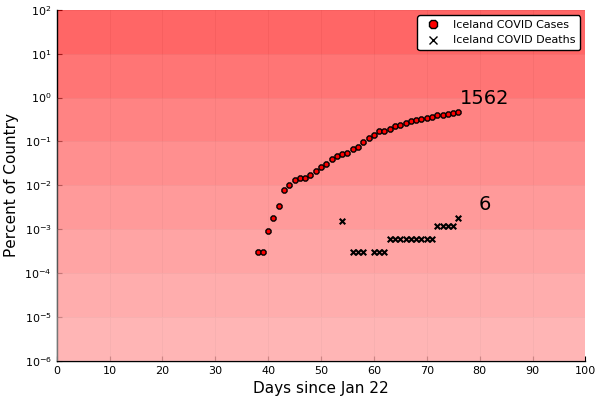 10²
10¹
10⁰
10⁻¹
10⁻²
10⁻³
10⁻⁴
10⁻⁵
10⁻⁶
Percent of Country
Iceland COVID Cases
Iceland COVID Deaths
1562
6
0 10 20 30 40 50 60 70 80 90 100
Days since Jan 22